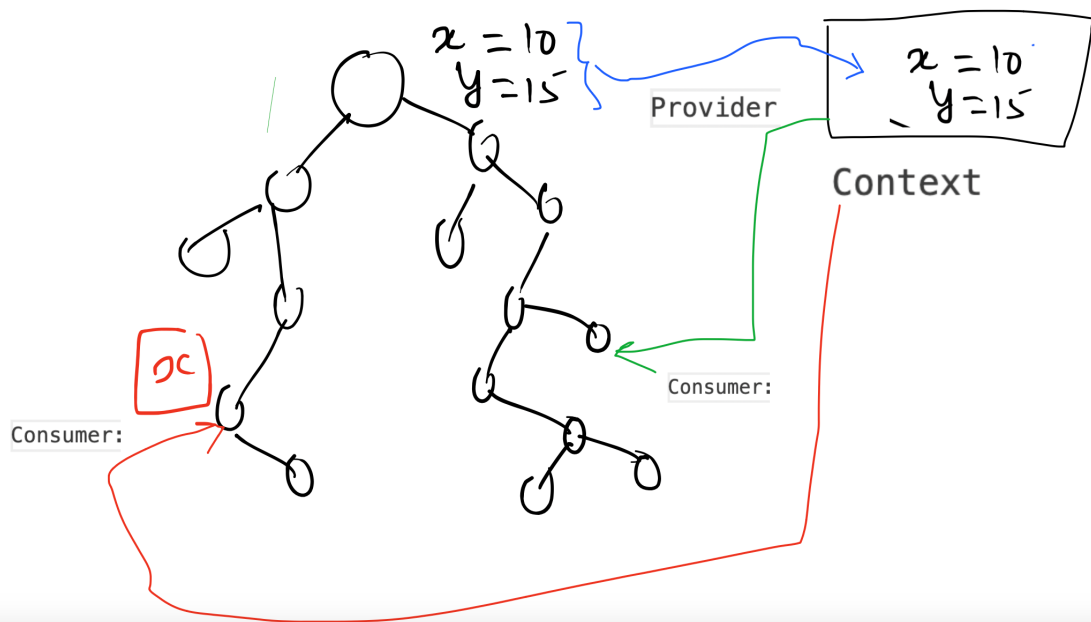 x = 10
y = 15
Provider
x = 10
y = 15
Context
x
Consumer:
Consumer: